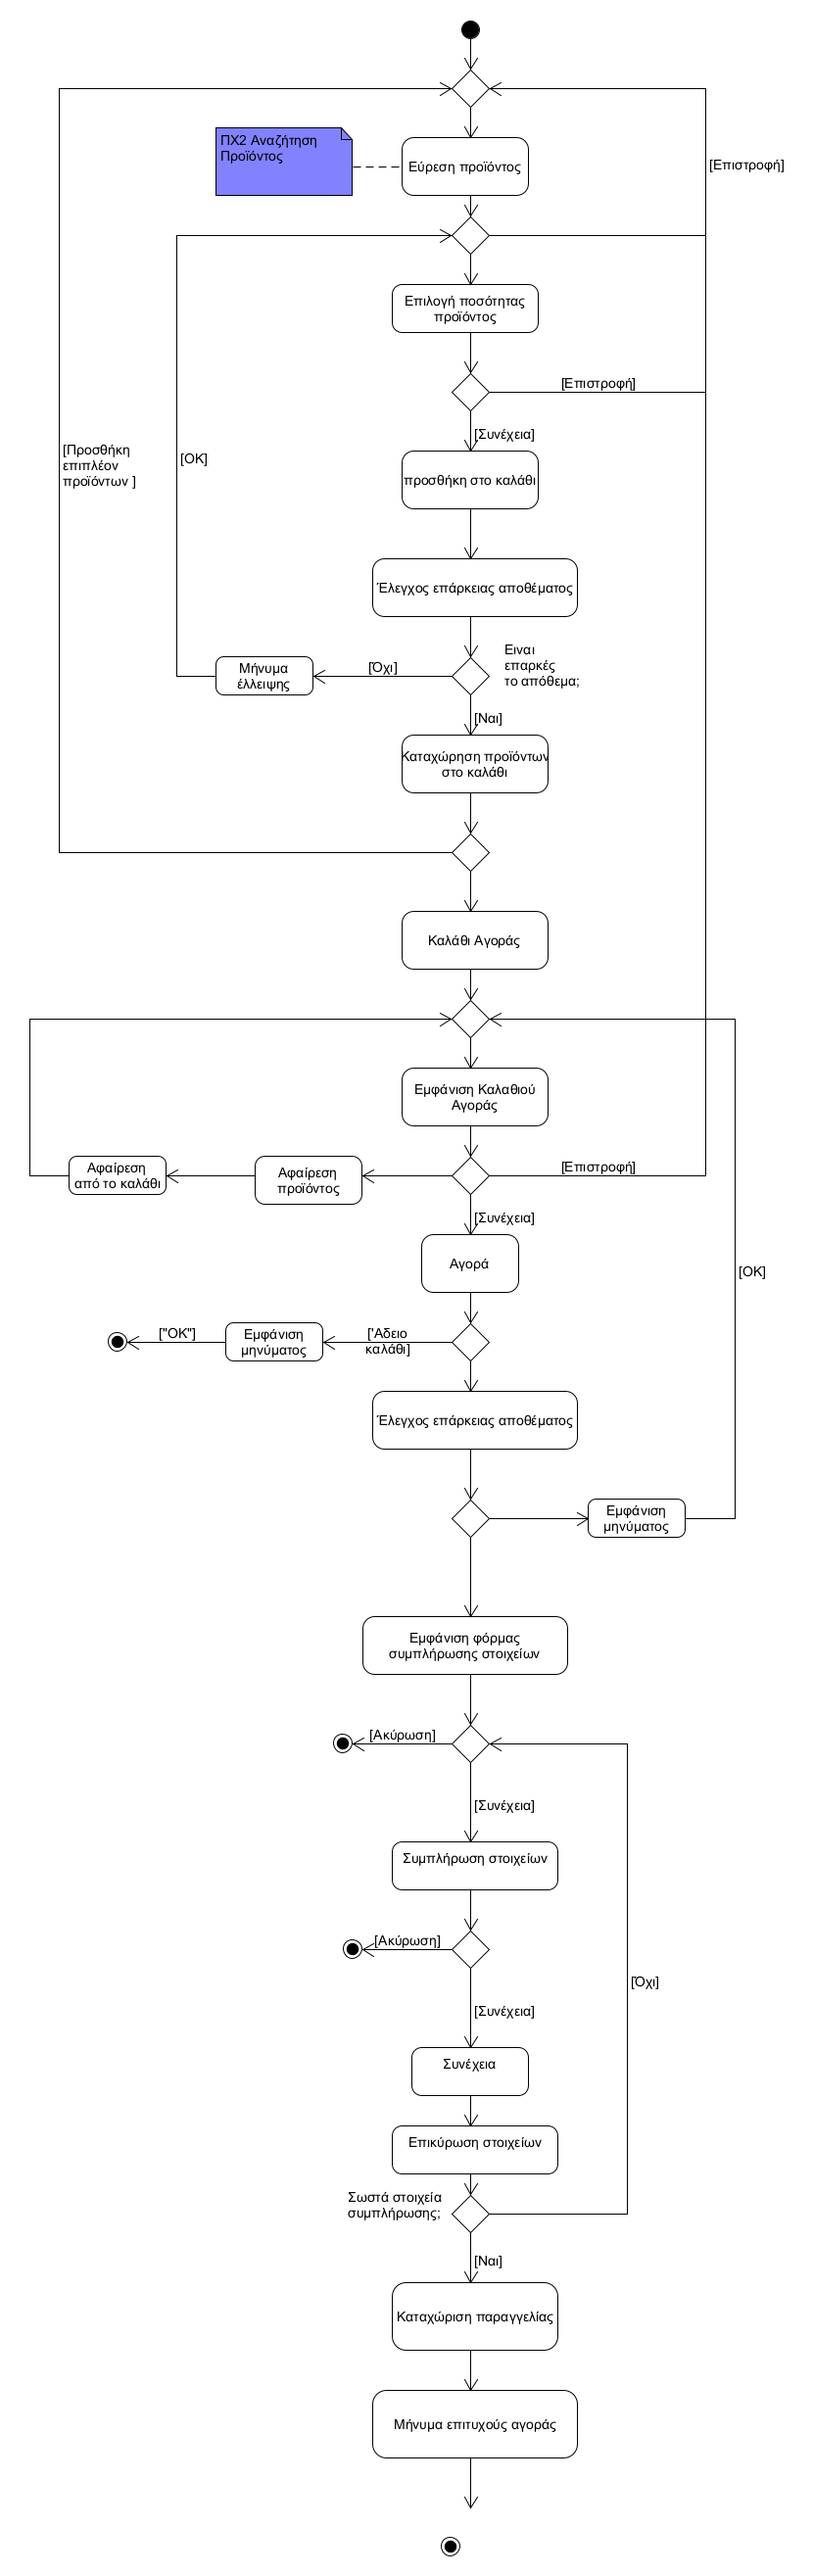 ΠΧ2 Αναζήτηση
Προϊόντος
Εύρεση προϊόντος
[Επιστροφή]
Επιλογή ποσότητας
προϊόντος
[Επιστροφή]
[Συνέχεια]
[Προσθήκη
επιπλέον
προϊόντων ]
[OK]
προσθήκη στο καλάθι
Έλεγχος επάρκειας αποθέματος
Ειναι
επαρκές
το απόθεμα;
[Όχι]
Μήνυμα
έλλειψης
[Ναι]
Καταχώρηση προϊόντων
στο καλάθι
Καλάθι Αγοράς
Εμφάνιση Καλαθιού
Αγοράς
[Επιστροφή]
Αφαίρεση
προϊόντος
Αφαίρεση
από το καλάθι
[Συνέχεια]
Αγορά
[OK]
['Αδειο
καλάθι]
Εμφάνιση
μηνύματος
["OK"]
Έλεγχος επάρκειας αποθέματος
Εμφάνιση
μηνύματος
Εμφάνιση φόρμας
συμπλήρωσης στοιχείων
[Ακύρωση]
[Συνέχεια]
Συμπλήρωση στοιχείων
[Ακύρωση]
[Όχι]
[Συνέχεια]
Συνέχεια
Επικύρωση στοιχείων
Σωστά στοιχεία
συμπλήρωσης;
[Ναι]
Καταχώριση παραγγελίας
Μήνυμα επιτυχούς αγοράς